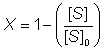 X = 1 − ([S] / [S]₀)